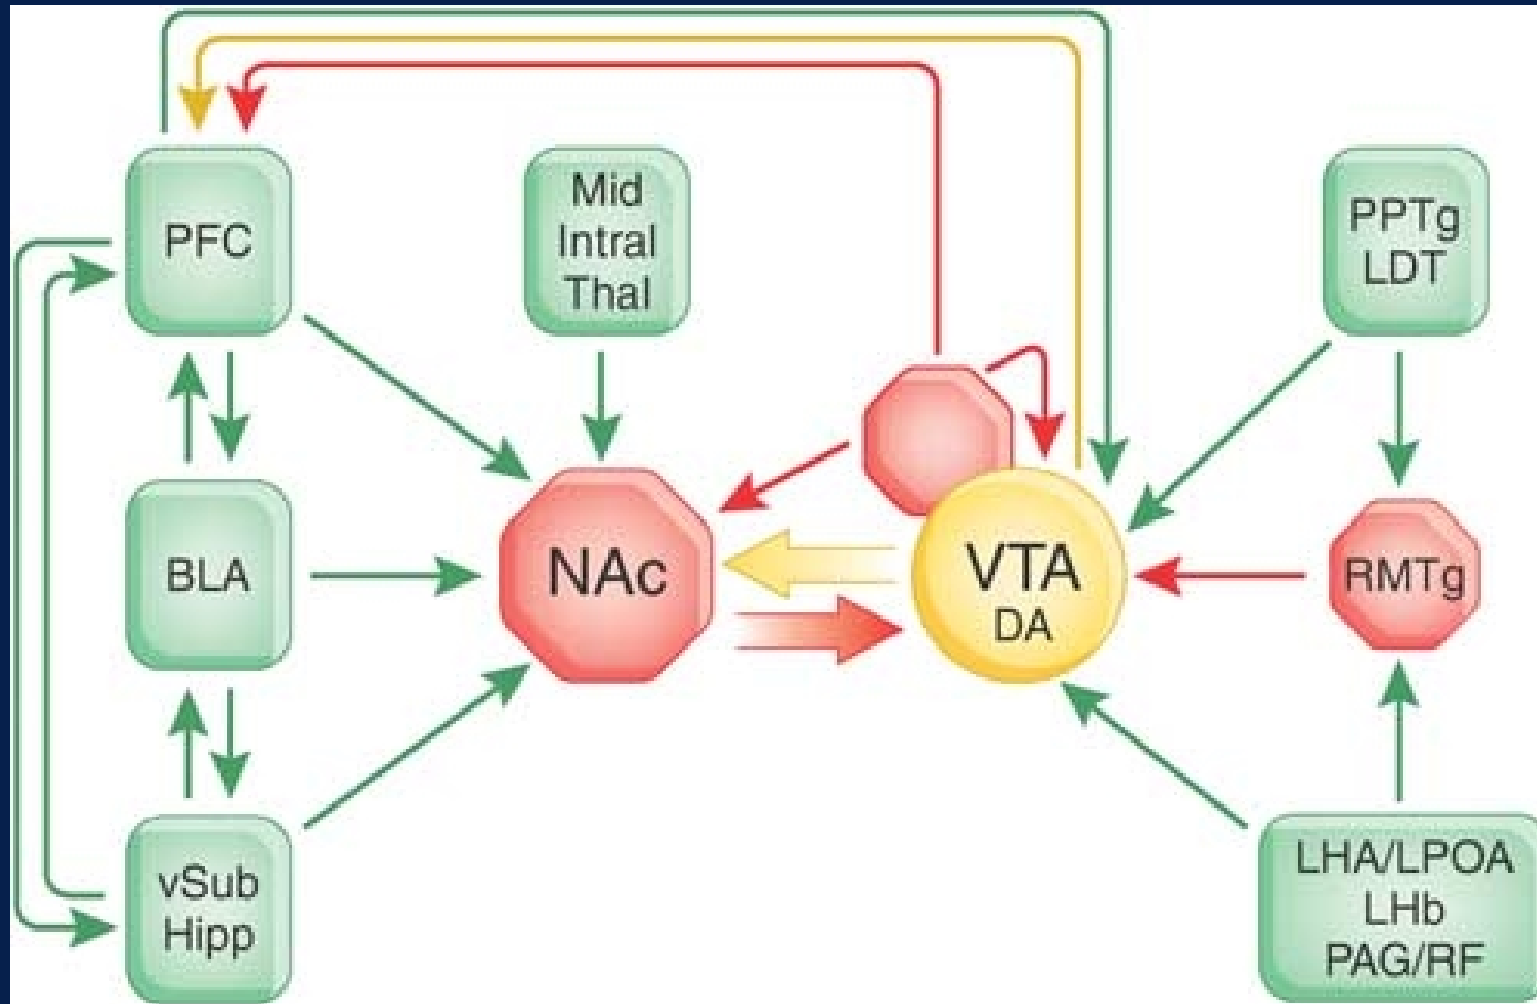 PFC
Mid
Intral
Thal
PPTg
LDT
BLA
NAc
VTA
DA
RMTg
vSub
Hipp
LHA/LPOA
LHb
PAG/RF